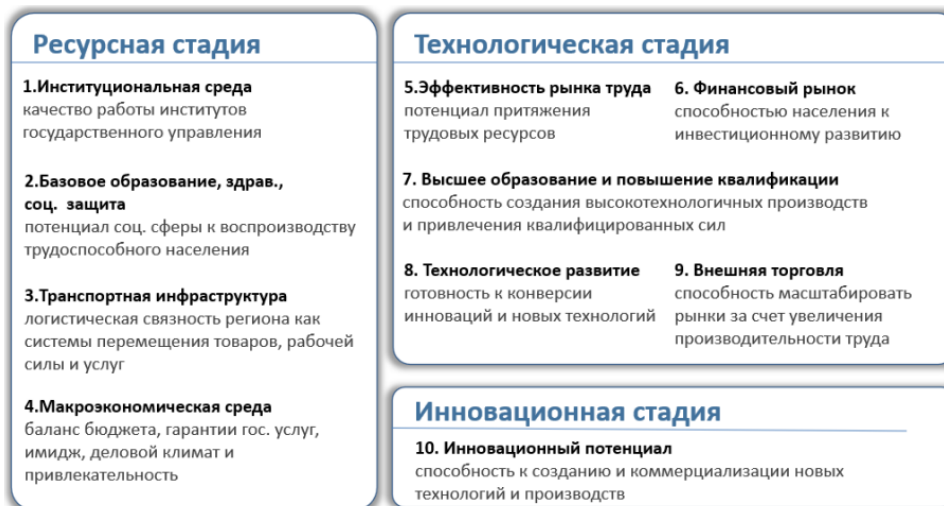 Ресурсная стадия
1.Институциональная среда
качество работы институтов
государственного управления
2.Базовое образование, здрав.,
соц. защита
потенциал соц. сферы к воспроизводству
трудоспособного населения
3.Транспортная инфраструктура
логистическая связность региона как
системы перемещения товаров, рабочей
силы и услуг
4.Макроэкономическая среда
баланс бюджета, гарантии гос. услуг,
имидж, деловой климат и
привлекательность
Технологическая стадия
5.Эффективность рынка труда
потенциал притяжения
трудовых ресурсов
6. Финансовый рынок
способностью населения к
инвестиционному развитию
7. Высшее образование и повышение квалификации
способность создания высокотехнологичных производств
и привлечения квалифицированных сил
8. Технологическое развитие
готовность к конверсии
инноваций и новых технологий
9. Внешняя торговля
способность масштабировать
рынки за счет увеличения
производительности труда
Инновационная стадия
10. Инновационный потенциал
способность к созданию и коммерциализации новых
технологий и производств